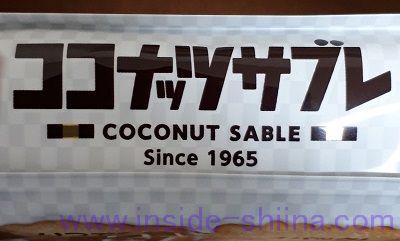 ココナッツサブレ
COCONUT SABLE
Since 1965
www.inside-shiina.com